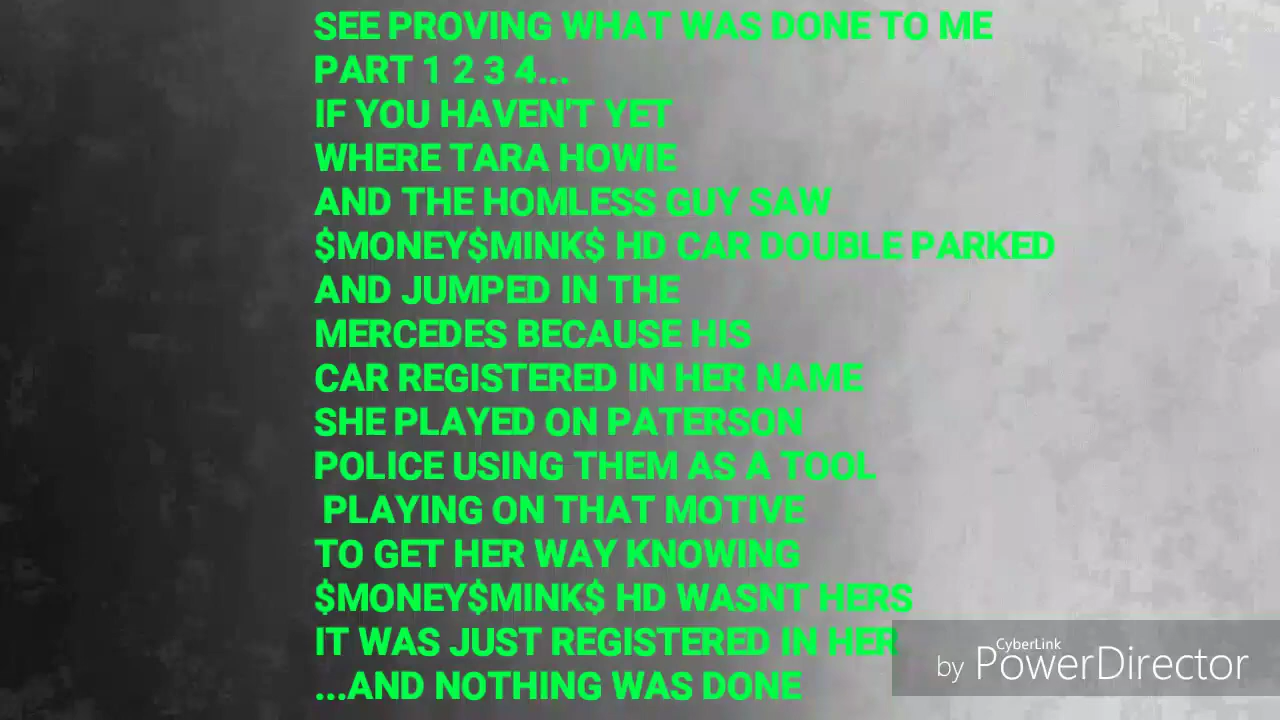 SEE PROVING WHAT WAS DONE TO ME
PART 1 2 3 4...
IF YOU HAVEN'T YET
WHERE TARA HOWIE
AND THE HOMLESS GUY SAW
$MONEY$MINK$ HD CAR DOUBLE PARKED
AND JUMPED IN THE
MERCEDES BECAUSE HIS
CAR REGISTERED IN HER NAME
SHE PLAYED ON PATERSON
POLICE USING THEM AS A TOOL
PLAYING ON THAT MOTIVE
TO GET HER WAY KNOWING
$MONEY$MINK$ HD WASNT HERS
IT WAS JUST REGISTERED IN HER
...AND NOTHING WAS DONE
CyberLink
by PowerDirector